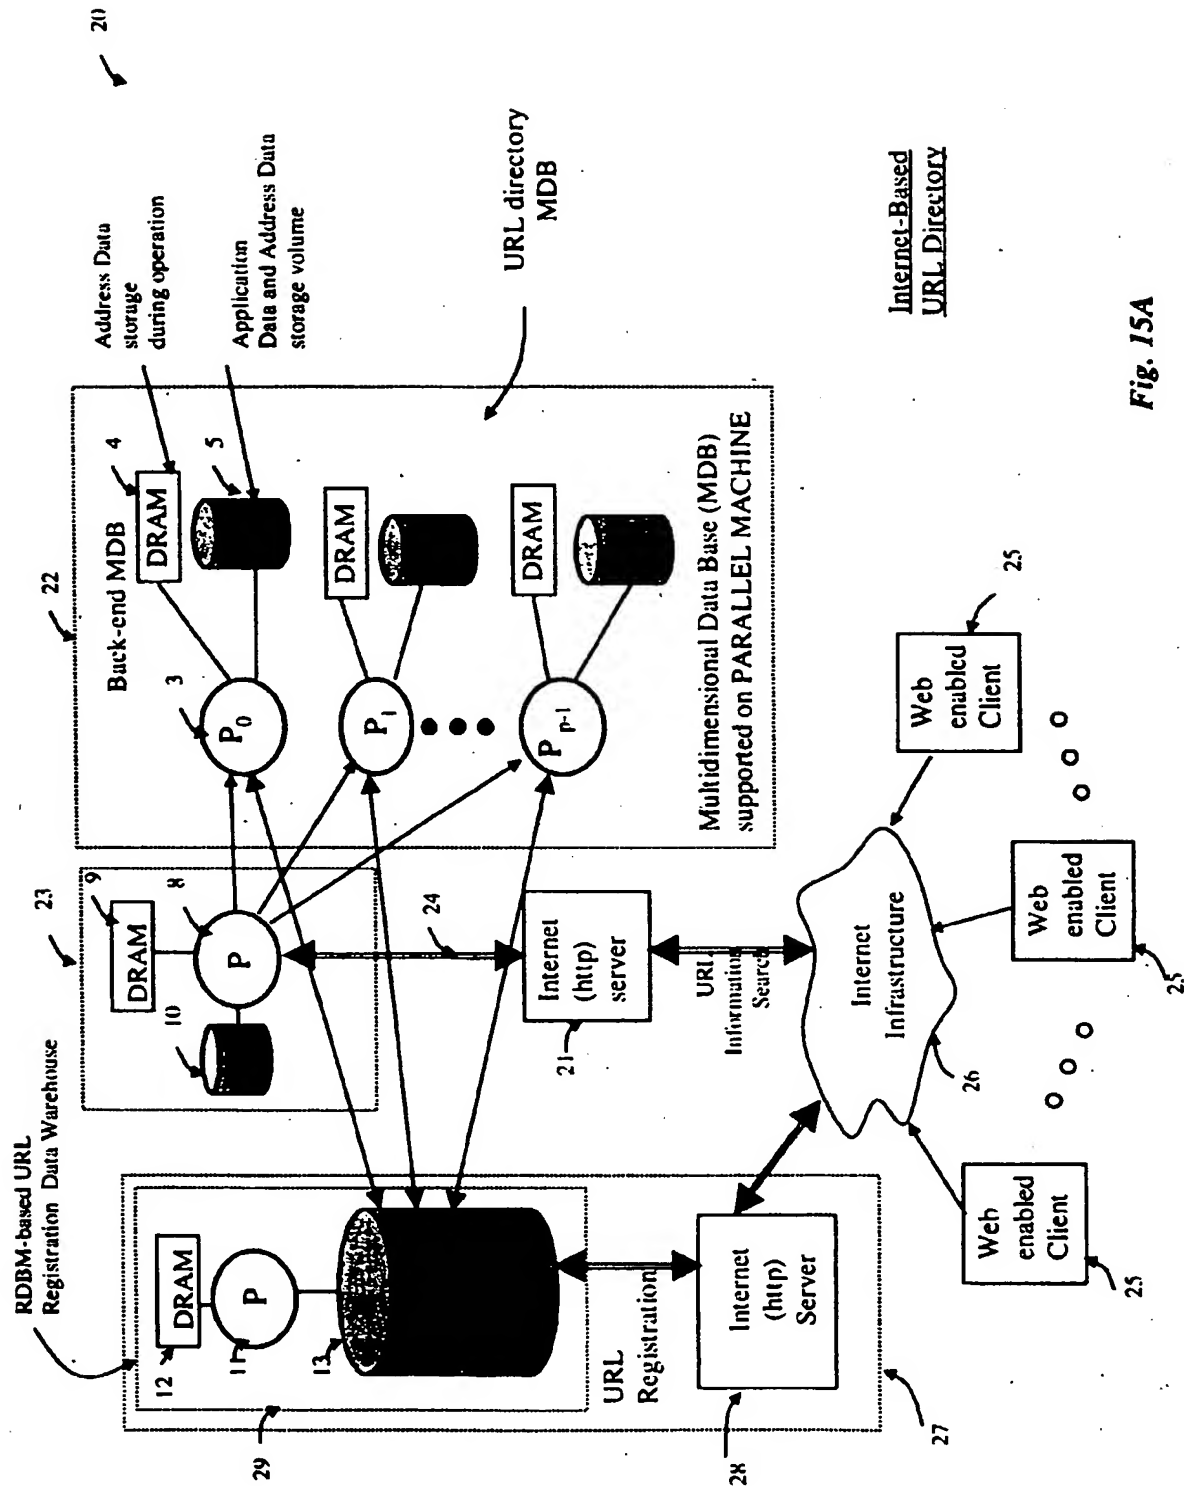 20
RDBM-based URL
Registration Data Warehouse
23
22
Address Data
storage
during operation
Application
Data and Address Data
storage volume
Back-end MDB
4
DRAM
5
3
P0
DRAM
P1
DRAM
P p-1
Multidimensional Data Base (MDB)
supported on PARALLEL MACHINE
URL directory
MDB
DRAM
9
8
P
10
24
12
DRAM
11
P
13
29
URL
Registration
Internet
(http)
Server
28
27
Internet
(http)
server
21
URL
Information
Search
Internet
Infrastructure
26
Web
enabled
Client
25
Web
enabled
Client
25
Web
enabled
Client
25
Internet-Based
URL Directory
Fig. 15A